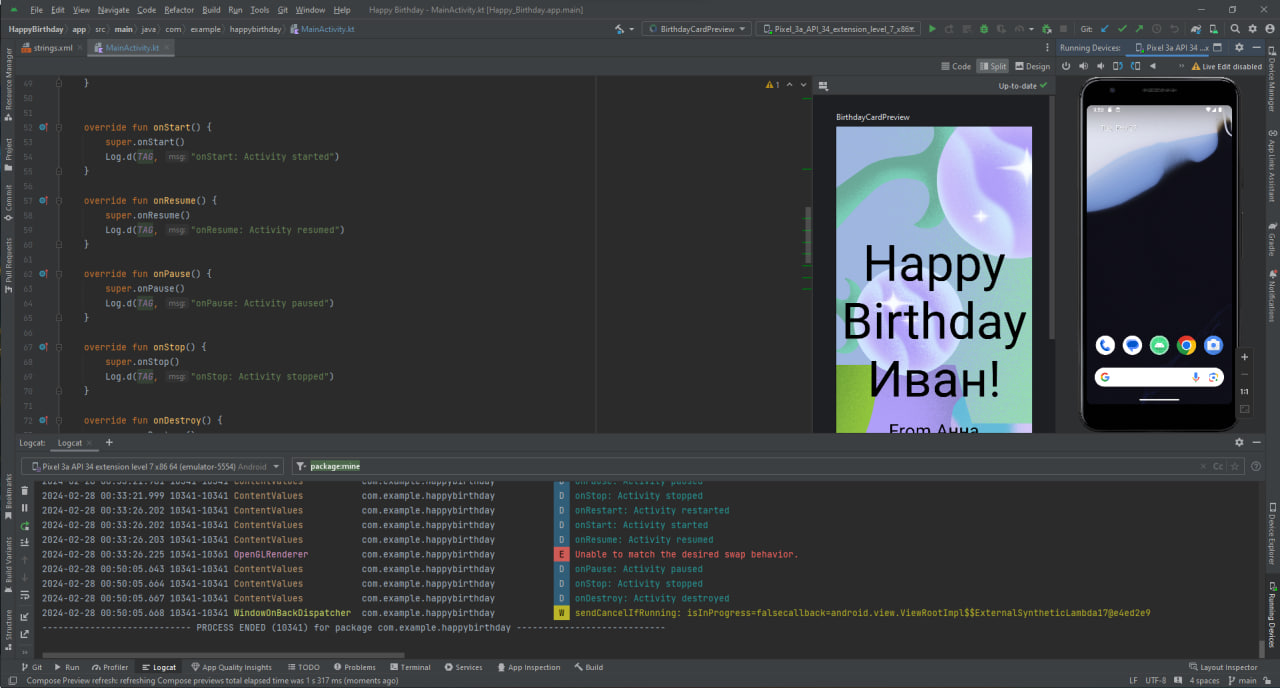 File Edit View Navigate Code Refactor Build Run Tools Git Window Help Happy Birthday - MainActivity.kt [Happy_Birthday.app.main]
HappyBirthday app src main java com example happybirthday MainActivity.kt
BirthdayCardPreview
Pixel_3a_API_34_extension_level_7_x86
Git:
strings.xml
MainActivity.kt
Running Devices: Pixel 3a API 34 ...x
Code Split Design
Live Edit disabled
1
Up-to-date
49 }
50
51
52 override fun onStart() {
53 super.onStart()
54 Log.d(TAG, msg: "onStart: Activity started")
55 }
56
57 override fun onResume() {
58 super.onResume()
59 Log.d(TAG, msg: "onResume: Activity resumed")
60 }
61
62 override fun onPause() {
63 super.onPause()
64 Log.d(TAG, msg: "onPause: Activity paused")
65 }
66
67 override fun onStop() {
68 super.onStop()
69 Log.d(TAG, msg: "onStop: Activity stopped")
70 }
71
72 override fun onDestroy() {
BirthdayCardPreview
Happy
Birthday
Иван!
From Анна
1:1
Resource Manager
Project
Commit
Pull Requests
Bookmarks
Build Variants
Structure
Device Manager
App Links Assistant
Gradle
Notifications
Device Explorer
Running Devices
Logcat: Logcat +
Pixel 3a API 34 extension level 7 x86 64 (emulator-5554) Android
package:mine
Cc
2024-02-28 00:33:21.981 10341-10341 ContentValues com.example.happybirthday D onPause: Activity paused
2024-02-28 00:33:21.999 10341-10341 ContentValues com.example.happybirthday D onStop: Activity stopped
2024-02-28 00:33:26.202 10341-10341 ContentValues com.example.happybirthday D onRestart: Activity restarted
2024-02-28 00:33:26.202 10341-10341 ContentValues com.example.happybirthday D onStart: Activity started
2024-02-28 00:33:26.203 10341-10341 ContentValues com.example.happybirthday D onResume: Activity resumed
2024-02-28 00:33:26.225 10341-10361 OpenGLRenderer com.example.happybirthday E Unable to match the desired swap behavior.
2024-02-28 00:50:05.643 10341-10341 ContentValues com.example.happybirthday D onPause: Activity paused
2024-02-28 00:50:05.664 10341-10341 ContentValues com.example.happybirthday D onStop: Activity stopped
2024-02-28 00:50:05.667 10341-10341 ContentValues com.example.happybirthday D onDestroy: Activity destroyed
2024-02-28 00:50:05.668 10341-10341 WindowOnBackDispatcher com.example.happybirthday W sendCancelIfRunning: isInProgress=falsecallback=android.view.ViewRootImpl$$ExternalSyntheticLambda17@e4ed2e9
--------------------------- PROCESS ENDED (10341) for package com.example.happybirthday ---------------------------
Git Run Profiler Logcat App Quality Insights TODO Problems Terminal Services App Inspection Build Layout Inspector
Compose Preview refresh: refreshing Compose previews total elapsed time was 1 s 317 ms (moments ago) LF UTF-8 4 spaces main